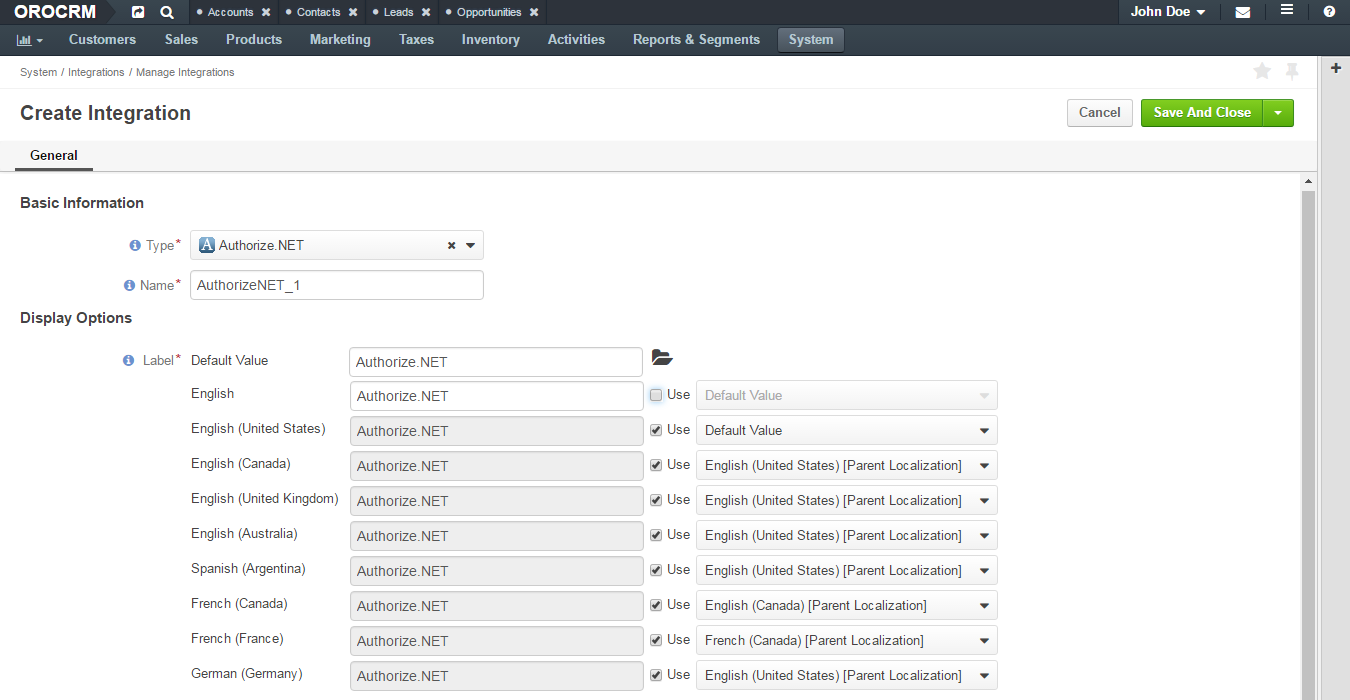 OROCRM • Accounts × • Contacts × • Leads × • Opportunities × John Doe
Customers Sales Products Marketing Taxes Inventory Activities Reports & Segments System
System / Integrations / Manage Integrations
Create Integration Cancel Save And Close
General
Basic Information
Type* Authorize.NET
Name* AuthorizeNET_1
Display Options
Label* Default Value Authorize.NET
English Authorize.NET Use Default Value
English (United States) Authorize.NET Use Default Value
English (Canada) Authorize.NET Use English (United States) [Parent Localization]
English (United Kingdom) Authorize.NET Use English (United States) [Parent Localization]
English (Australia) Authorize.NET Use English (United States) [Parent Localization]
Spanish (Argentina) Authorize.NET Use English (United States) [Parent Localization]
French (Canada) Authorize.NET Use English (Canada) [Parent Localization]
French (France) Authorize.NET Use French (Canada) [Parent Localization]
German (Germany) Authorize.NET Use English (United States) [Parent Localization]